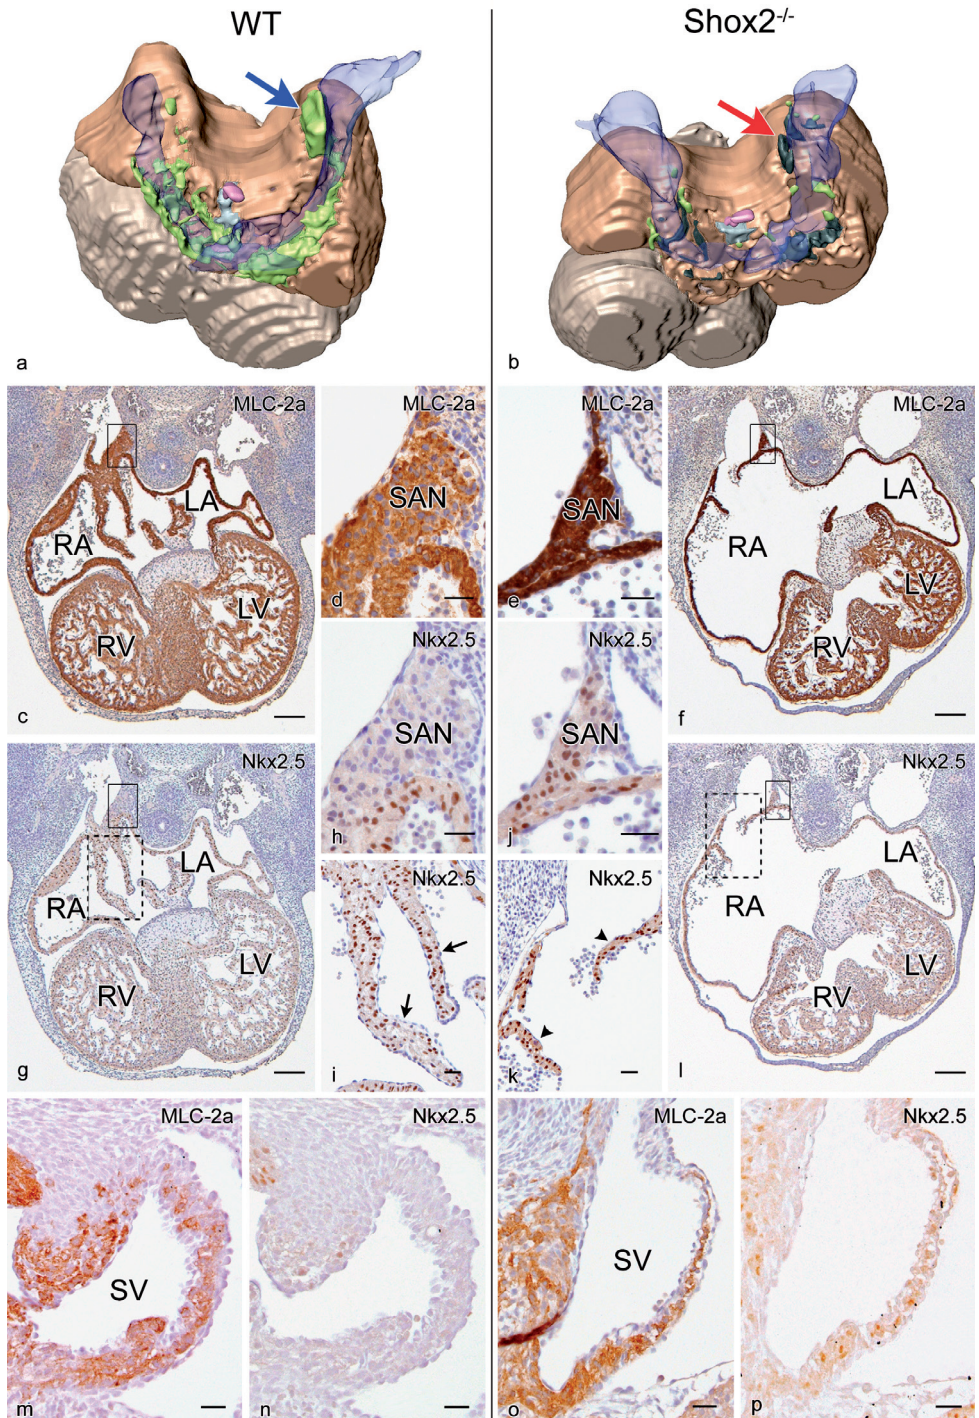 WT
Shox2-/-
a
b
MLC-2a
RA
LA
RV
LV
c
MLC-2a
SAN
d
MLC-2a
SAN
e
MLC-2a
LA
RA
LV
RV
f
Nkx2.5
SAN
h
Nkx2.5
SAN
j
Nkx2.5
LA
RA
LV
RV
g
Nkx2.5
i
Nkx2.5
k
Nkx2.5
LA
RA
LV
RV
l
MLC-2a
SV
m
Nkx2.5
n
MLC-2a
SV
o
Nkx2.5
p